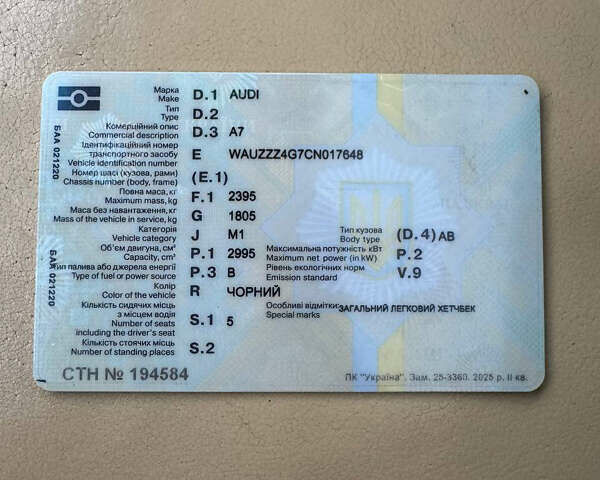 Марка
Make D.1 AUDI
Тип
Type D.2
Комерційний опис
Commercial description D.3 A7
Ідентифікаційний номер
транспортного засобу E WAUZZZ4G7CN017648
Vehicle identification number
Номер шасі (кузова, рами) (E.1)
Chassis number (body, frame)
Повна маса, кг F.1 2395
Maximum mass, kg
Маса без навантаження, кг G 1805
Mass of the vehicle in service, kg
Категорія J M1 Тип кузова (D.4) АВ
Vehicle category Body type
Об'єм двигуна, см³ P.1 2995 Максимальна потужність кВт P.2
Capacity, cm³ Maximum net power (in kW)
Тип палива або джерела енергії P.3 B Рівень екологічних норм V.9
Type of fuel or power source Emission standard
Колір R ЧОРНИЙ
Color of the vehicle
Кількість сидячих місць Особливі відмітки: ЗАГАЛЬНИЙ ЛЕГКОВИЙ ХЕТЧБЕК
з місцем водія S.1 5 Special marks
Number of seats
including the driver's seat
Кількість стоячих місць S.2
Number of standing places
СТН № 194584 ПК "Україна". Зам. 25-3360. 2025 р. II кв.
БАА 021220
БАА 021220